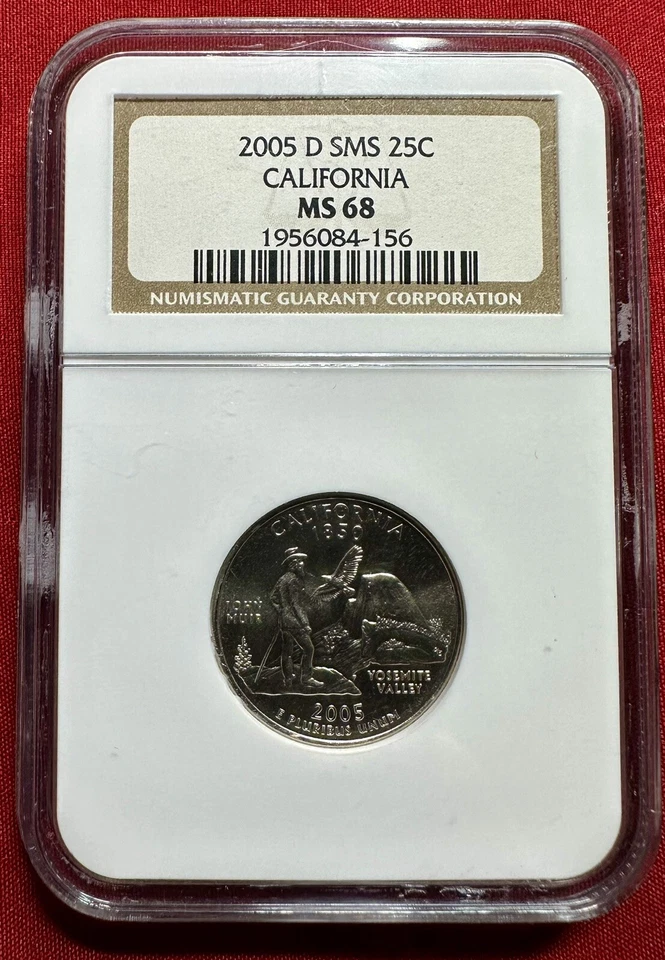 2005 D SMS 25C
CALIFORNIA
MS 68
1956084-156
NUMISMATIC GUARANTY CORPORATION
CALIFORNIA
1850
JOHN
MUIR
YOSEMITE
VALLEY
2005
E PLURIBUS UNUM